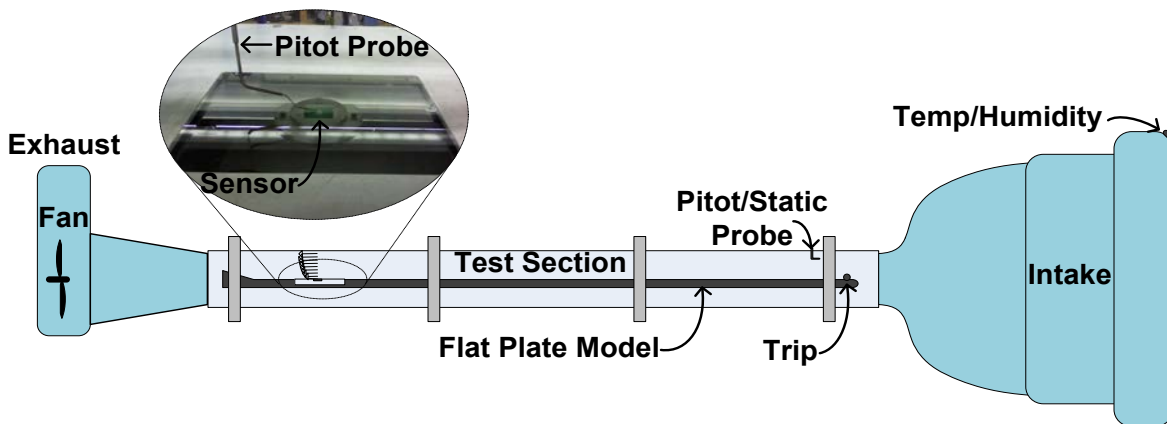 Pitot Probe
Sensor
Exhaust
Fan
Test Section
Pitot/Static
Probe
Temp/Humidity
Intake
Flat Plate Model
Trip